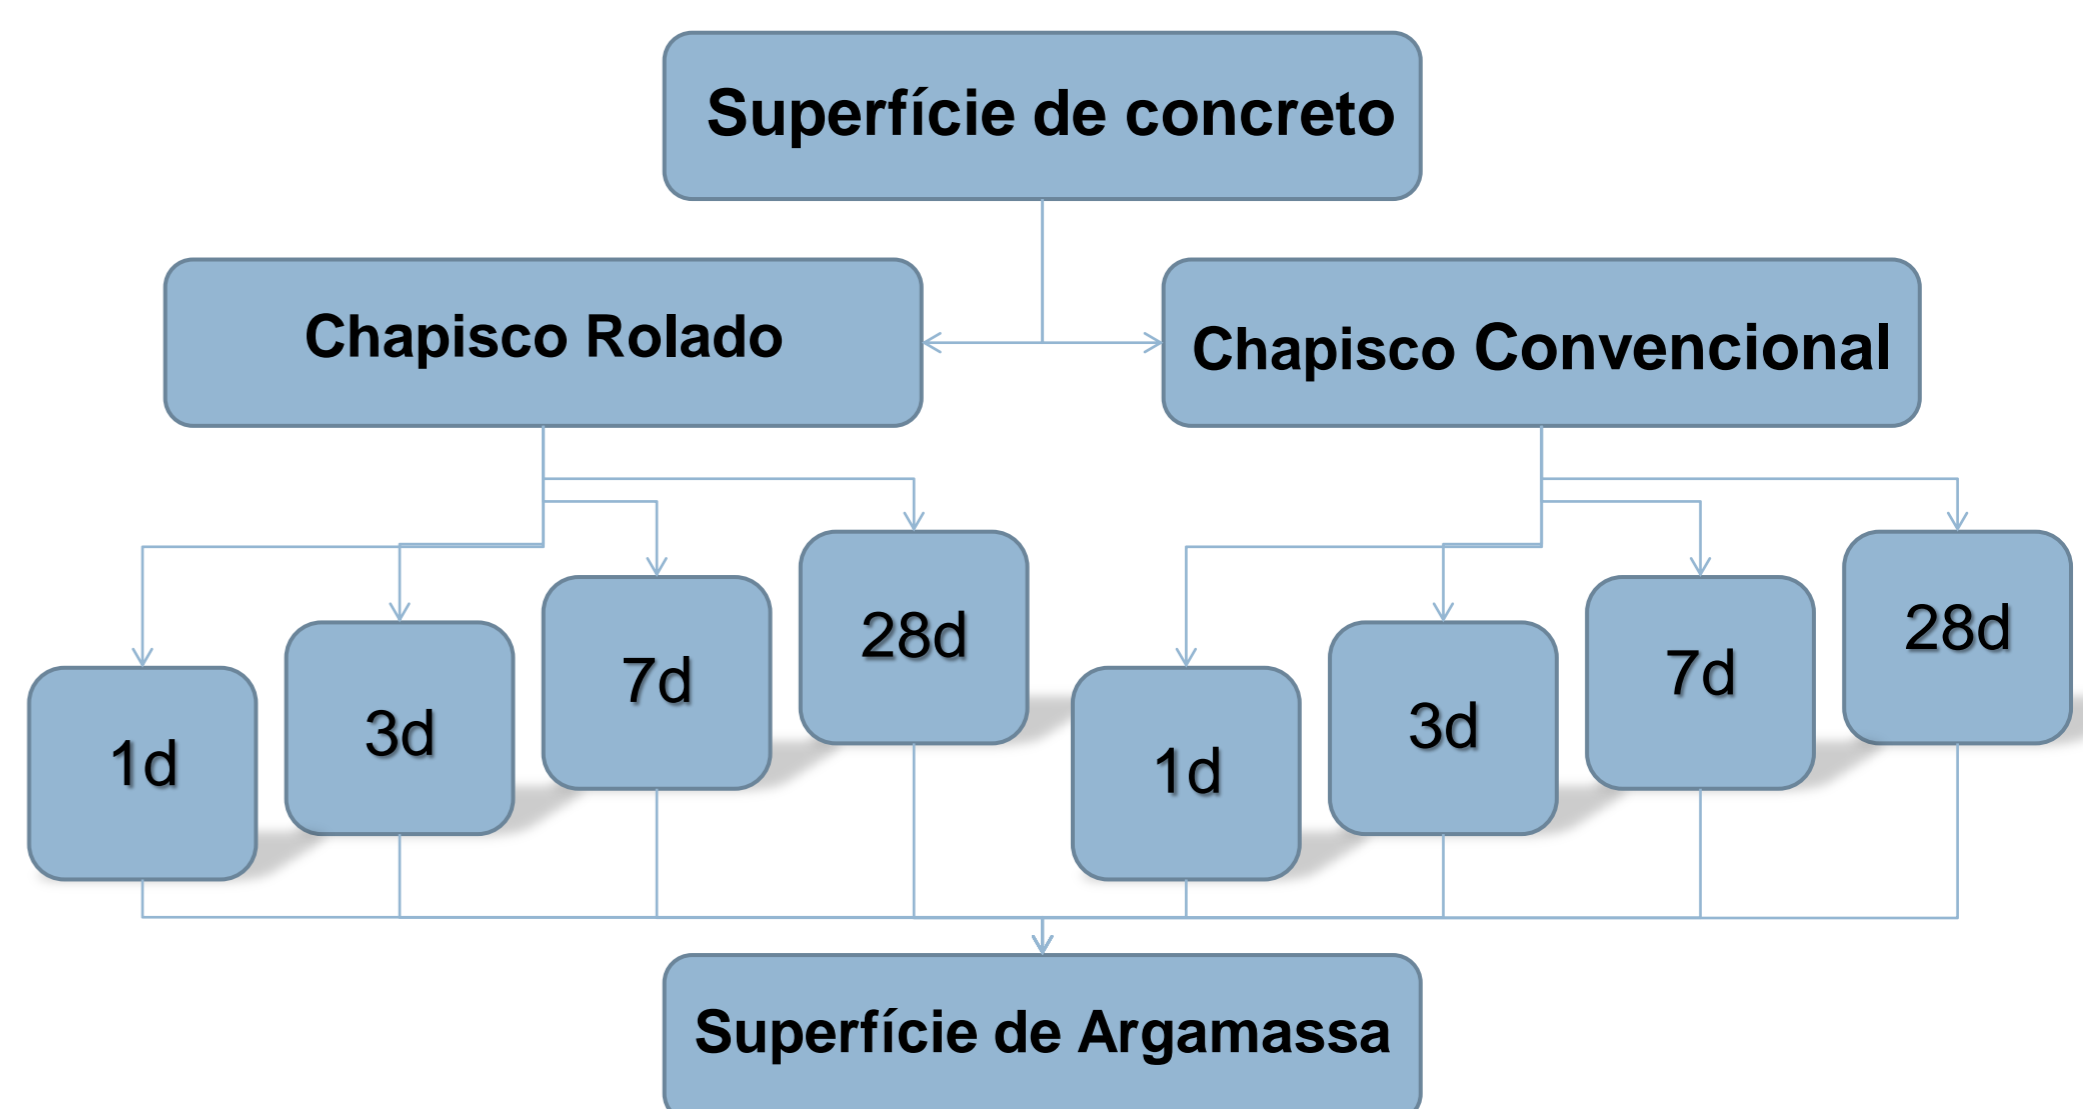 Superfície de concreto
Chapisco Rolado
Chapisco Convencional
1d
3d
7d
28d
1d
3d
7d
28d
Superfície de Argamassa